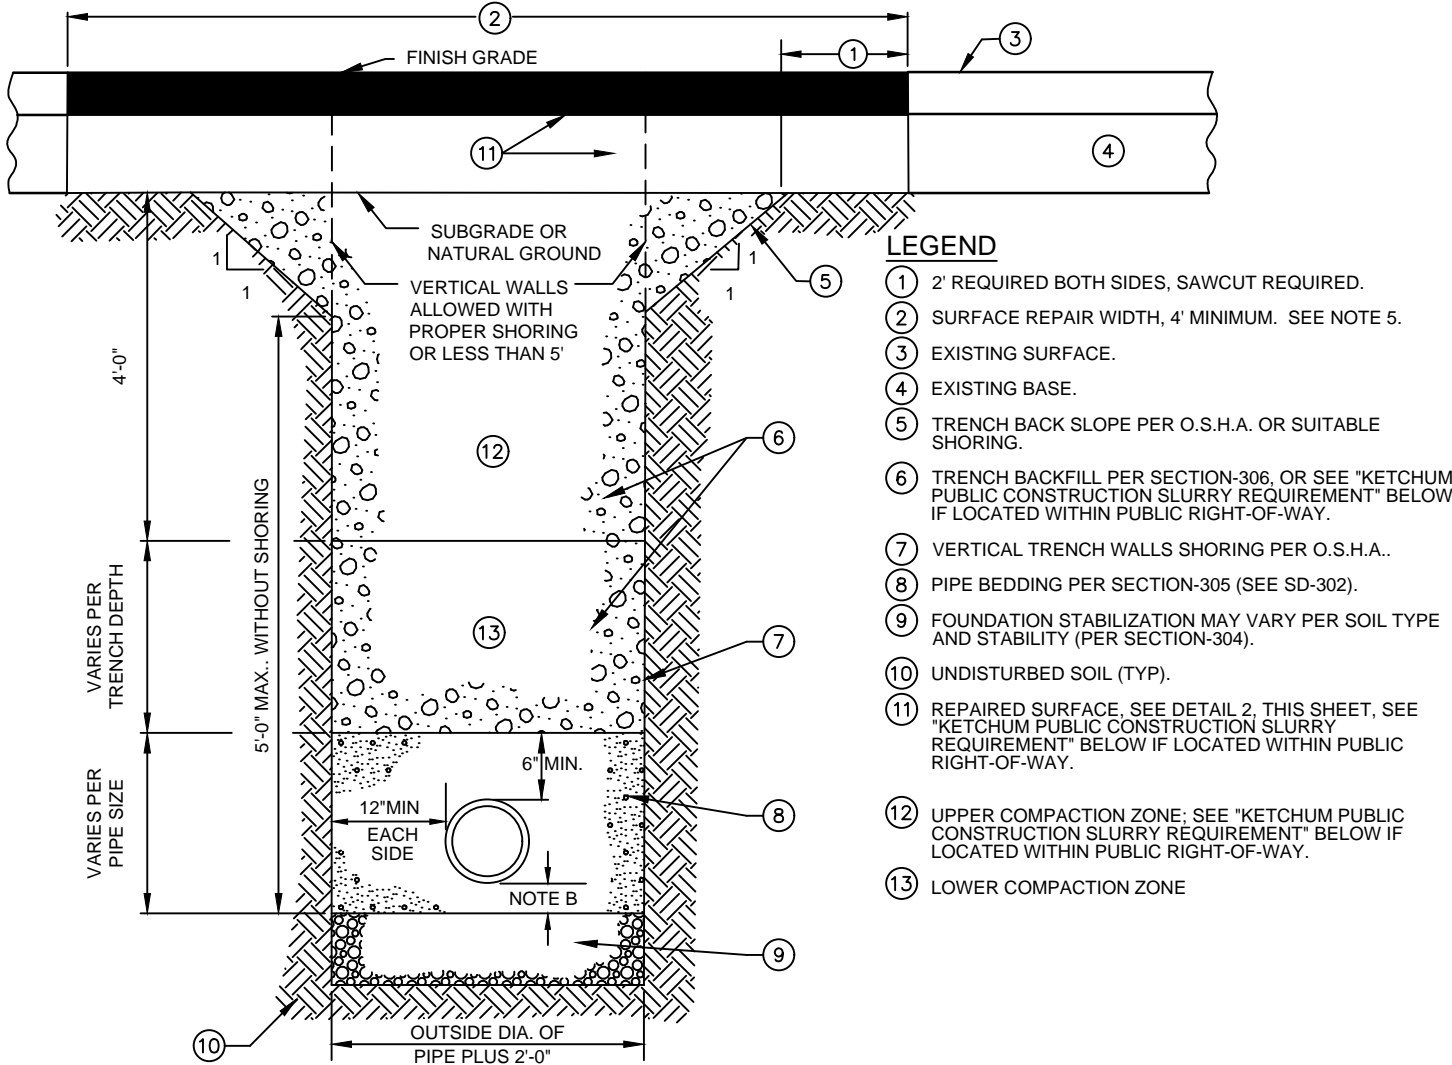 2
1
3
FINISH GRADE
11
4
SUBGRADE OR
NATURAL GROUND
1
1
1
1
5
VERTICAL WALLS
ALLOWED WITH
PROPER SHORING
OR LESS THAN 5'
4'-0"
12
6
5'-0" MAX.. WITHOUT SHORING
VARIES PER
TRENCH DEPTH
13
7
VARIES PER
PIPE SIZE
6" MIN.
12"MIN
EACH
SIDE
8
NOTE B
9
10
OUTSIDE DIA. OF
PIPE PLUS 2'-0"
LEGEND
1 2' REQUIRED BOTH SIDES, SAWCUT REQUIRED.
2 SURFACE REPAIR WIDTH, 4' MINIMUM. SEE NOTE 5.
3 EXISTING SURFACE.
4 EXISTING BASE.
5 TRENCH BACK SLOPE PER O.S.H.A. OR SUITABLE
SHORING.
6 TRENCH BACKFILL PER SECTION-306, OR SEE "KETCHUM
PUBLIC CONSTRUCTION SLURRY REQUIREMENT" BELOW
IF LOCATED WITHIN PUBLIC RIGHT-OF-WAY.
7 VERTICAL TRENCH WALLS SHORING PER O.S.H.A..
8 PIPE BEDDING PER SECTION-305 (SEE SD-302).
9 FOUNDATION STABILIZATION MAY VARY PER SOIL TYPE
AND STABILITY (PER SECTION-304).
10 UNDISTURBED SOIL (TYP).
11 REPAIRED SURFACE, SEE DETAIL 2, THIS SHEET, SEE
"KETCHUM PUBLIC CONSTRUCTION SLURRY
REQUIREMENT" BELOW IF LOCATED WITHIN PUBLIC
RIGHT-OF-WAY.
12 UPPER COMPACTION ZONE; SEE "KETCHUM PUBLIC
CONSTRUCTION SLURRY REQUIREMENT" BELOW IF
LOCATED WITHIN PUBLIC RIGHT-OF-WAY.
13 LOWER COMPACTION ZONE